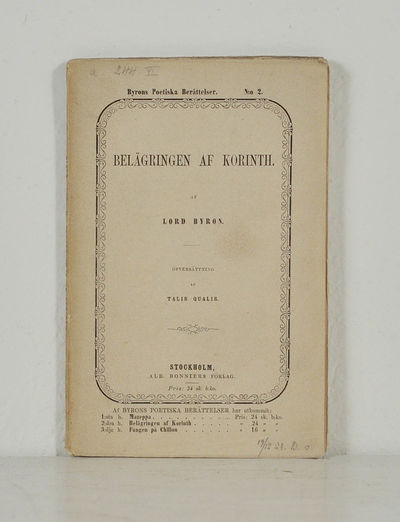 a 2HH VI
Byrons Poetiska Berättelser. N:o 2.
BELÄGRINGEN AF KORINTH.
AF
LORD BYRON.
ÖFVERSÄTTNING
AF
TALIS QUALIS.
STOCKHOLM,
ALB. BONNIERS FÖRLAG.
Pris: 24 sk. b:ko.
Af BYRONS POETISKA BERÄTTELSER har utkommit:
1:sta h. Mazeppa . . . . . . . . . . . Pris: 24 sk. b:ko.
2:dra h. Belägringen af Korinth . . . . . . „ 24 „ „
3:dje h. Fången på Chillon . . . . . . . „ 16 „ „